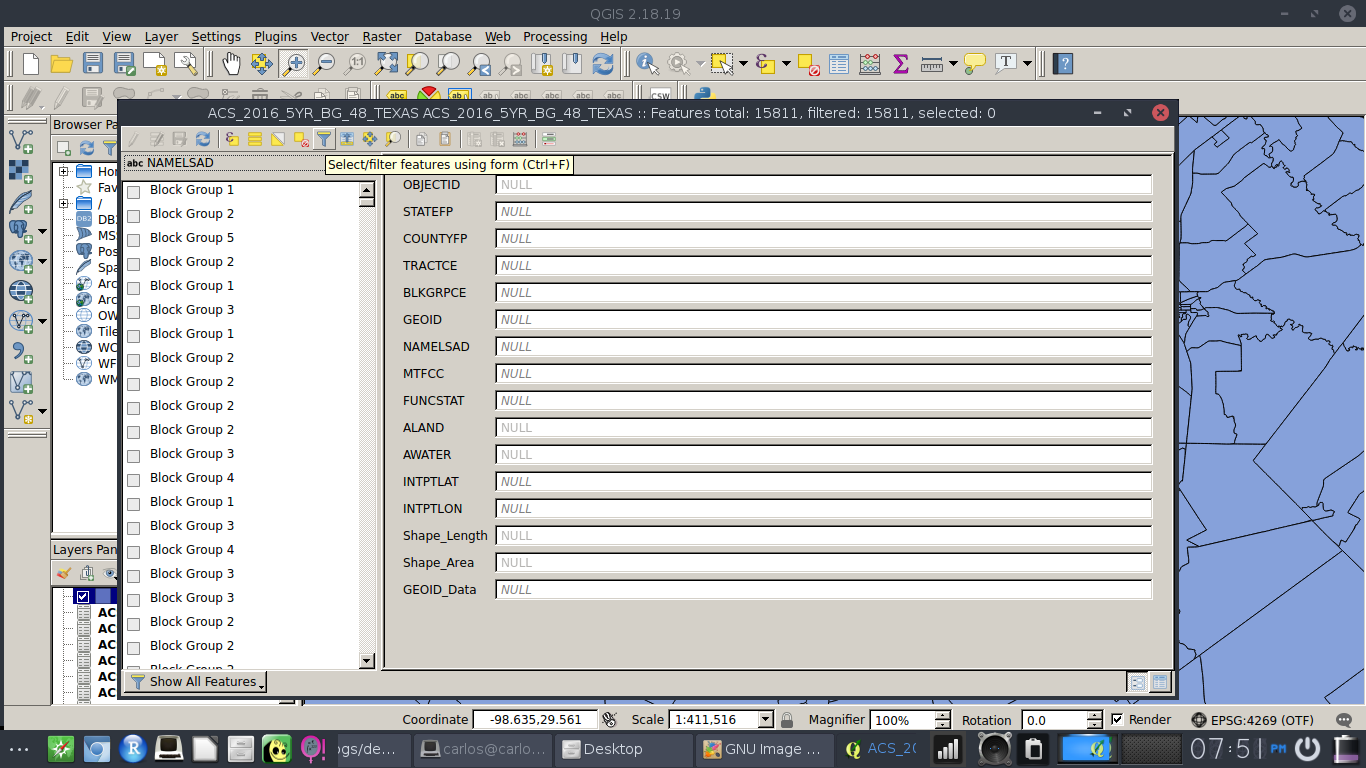 QGIS 2.18.19
Project Edit View Layer Settings Plugins Vector Raster Database Web Processing Help
ACS_2016_5YR_BG_48_TEXAS ACS_2016_5YR_BG_48_TEXAS :: Features total: 15811, filtered: 15811, selected: 0
Browser Pa
abc NAMELSAD
Select/filter features using form (Ctrl+F)
Hor
Fav
/
DB2
MS
Pos
Spa
Arc
Arc
OW
Tile
WC
WF
WM
Block Group 1
Block Group 2
Block Group 5
Block Group 2
Block Group 1
Block Group 3
Block Group 1
Block Group 2
Block Group 2
Block Group 2
Block Group 2
Block Group 3
Block Group 4
Block Group 1
Block Group 3
Block Group 4
Block Group 3
Block Group 3
Block Group 2
Block Group 2
Block Group 2
OBJECTID NULL
STATEFP NULL
COUNTYFP NULL
TRACTCE NULL
BLKGRPCE NULL
GEOID NULL
NAMELSAD NULL
MTFCC NULL
FUNCSTAT NULL
ALAND NULL
AWATER NULL
INTPTLAT NULL
INTPTLON NULL
Shape_Length NULL
Shape_Area NULL
GEOID_Data NULL
Layers Pan
AC
AC
AC
AC
AC
AC
Show All Features
Coordinate -98.635,29.561 Scale 1:411,516 Magnifier 100% Rotation 0.0 Render EPSG:4269 (OTF)
ogs/de... carlos@carlo... Desktop GNU Image ... ACS_20 07:51 PM